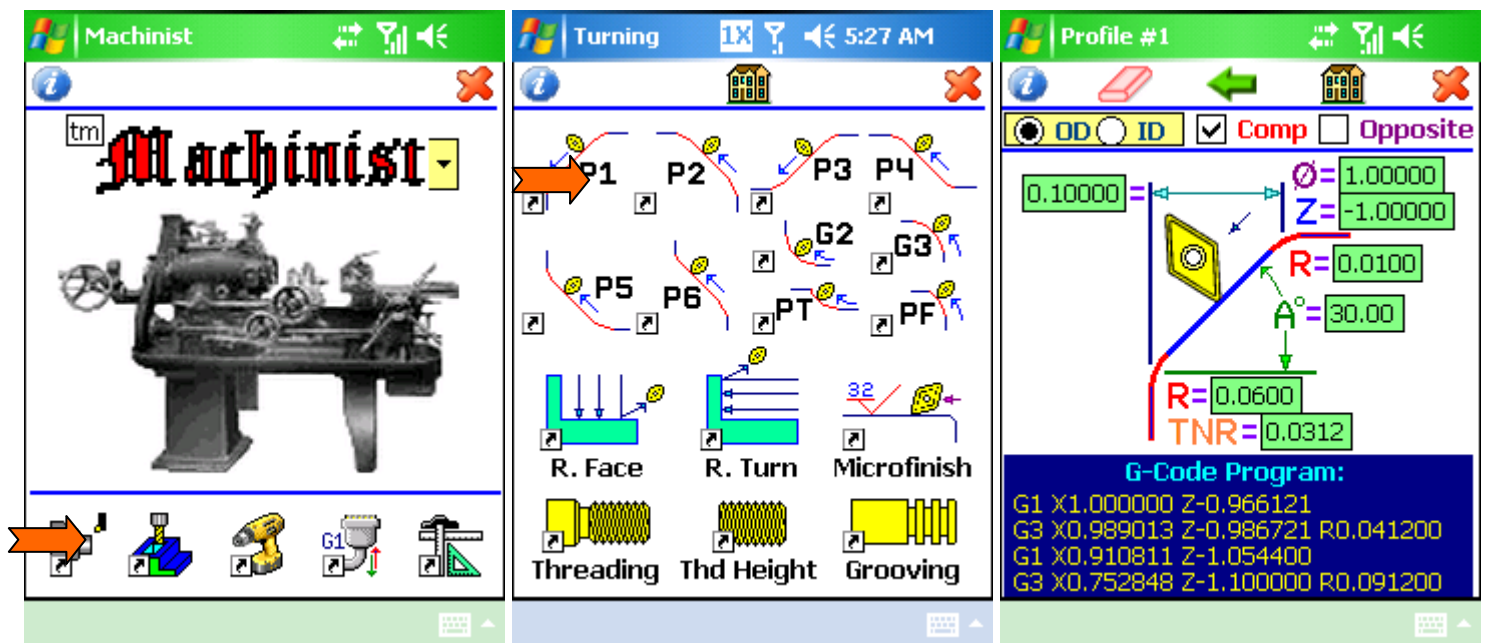 Machinist
tm
Machinist
G1
Turning
1X
5:27 AM
P1
P2
P3
P4
G2
G3
P5
P6
PT
PF
32
R. Face
R. Turn
Microfinish
Threading
Thd Height
Grooving
Profile #1
OD ID Comp Opposite
0.10000 =
Ø= 1.00000
Z= -1.00000
R= 0.0100
A°= 30.00
R= 0.0600
TNR= 0.0312
G-Code Program:
G1 X1.000000 Z-0.966121
G3 X0.989013 Z-0.986721 R0.041200
G1 X0.910811 Z-1.054400
G3 X0.752848 Z-1.100000 R0.091200